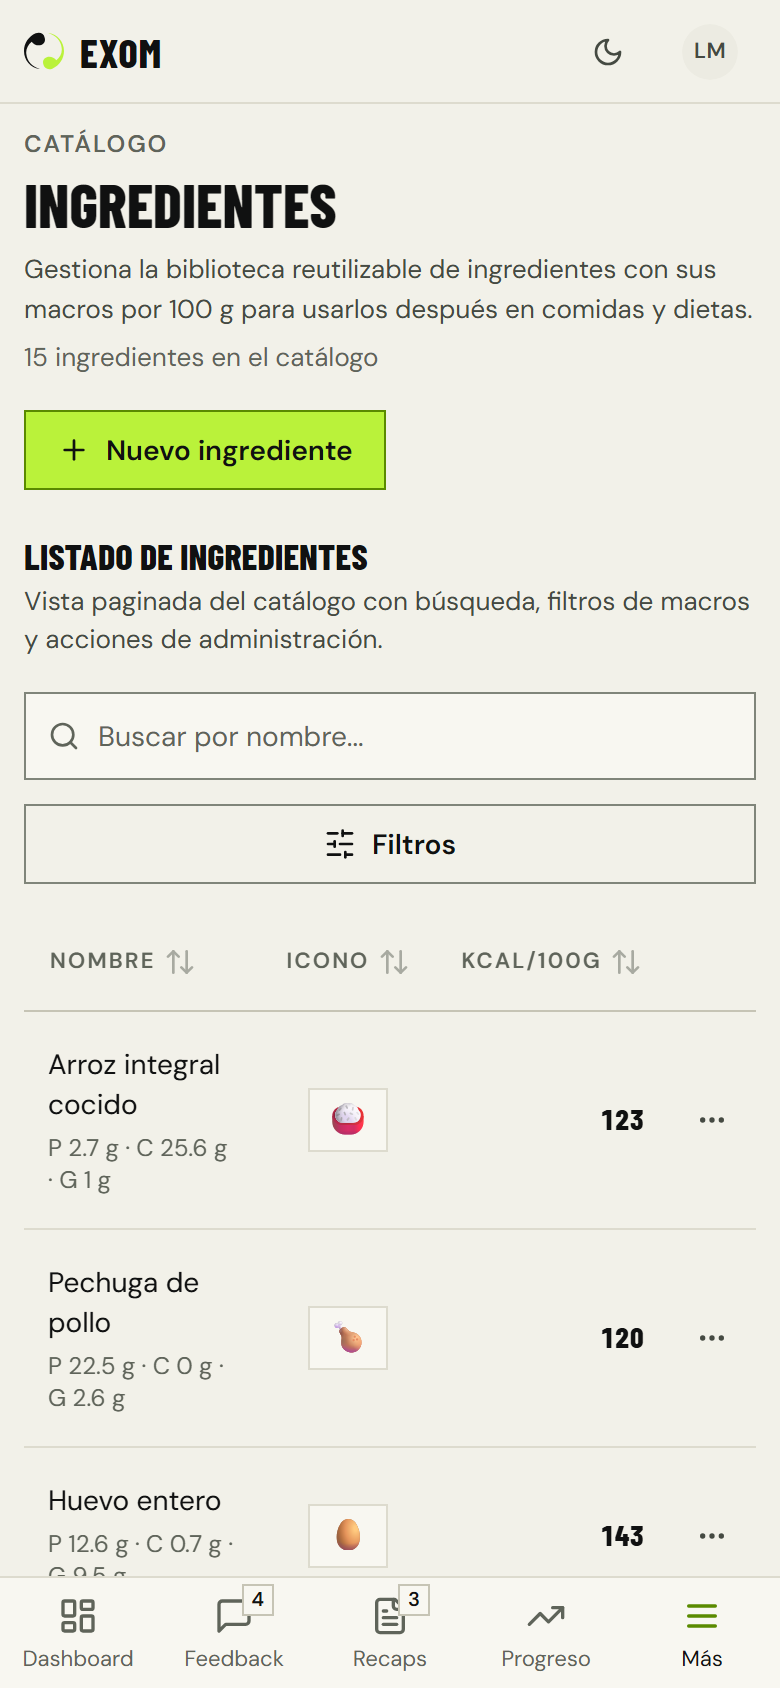 EXOM
LM
CATÁLOGO
INGREDIENTES
Gestiona la biblioteca reutilizable de ingredientes con sus
macros por 100 g para usarlos después en comidas y dietas.
15 ingredientes en el catálogo
Nuevo ingrediente
LISTADO DE INGREDIENTES
Vista paginada del catálogo con búsqueda, filtros de macros
y acciones de administración.
Buscar por nombre...
Filtros
NOMBRE ICONO KCAL/100G
Arroz integral
cocido
P 2.7 g · C 25.6 g
· G 1 g
123
Pechuga de
pollo
P 22.5 g · C 0 g ·
G 2.6 g
120
Huevo entero
P 12.6 g · C 0.7 g ·
G 9.5 g
143
4
3
Dashboard Feedback Recaps Progreso Más